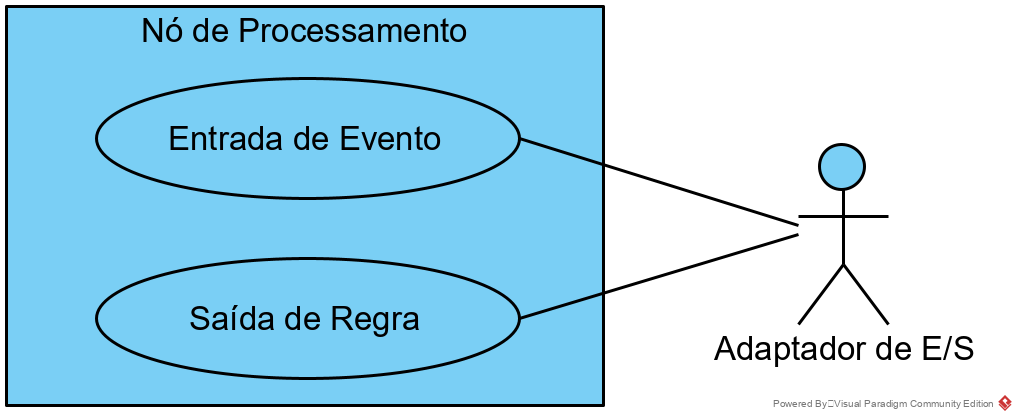 Nó de Processamento
Entrada de Evento
Saída de Regra
Adaptador de E/S
Powered By Visual Paradigm Community Edition